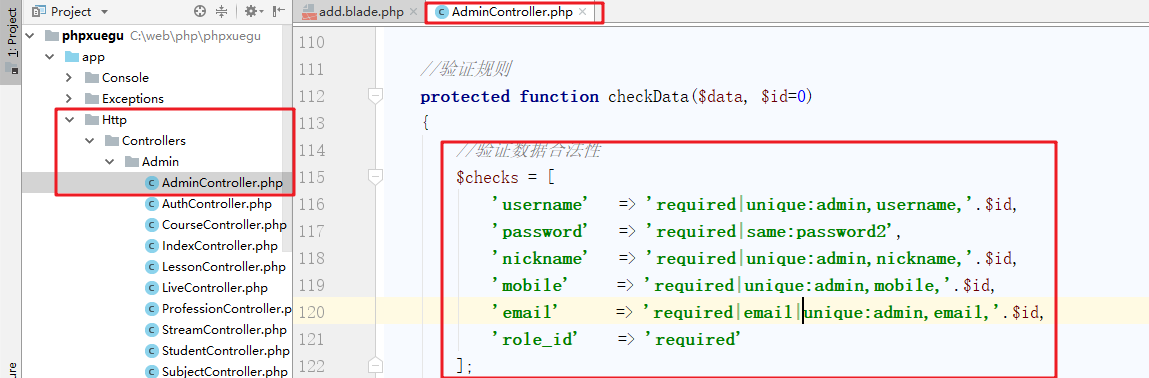 Project
add.blade.php
AdminController.php
1: Project
phpxuegu C:\web\php\phpxuegu
app
Console
Exceptions
Http
Controllers
Admin
AdminController.php
AuthController.php
CourseController.php
IndexController.php
LessonController.php
LiveController.php
ProfessionController.php
StreamController.php
StudentController.php
SubjectController.php
110
111 //验证规则
112 protected function checkData($data, $id=0)
113 {
114 //验证数据合法性
115 $checks = [
116 'username' => 'required|unique:admin,username,'.$id,
117 'password' => 'required|same:password2',
118 'nickname' => 'required|unique:admin,nickname,'.$id,
119 'mobile' => 'required|unique:admin,mobile,'.$id,
120 'email' => 'required|email|unique:admin,email,'.$id,
121 'role_id' => 'required'
122 ];